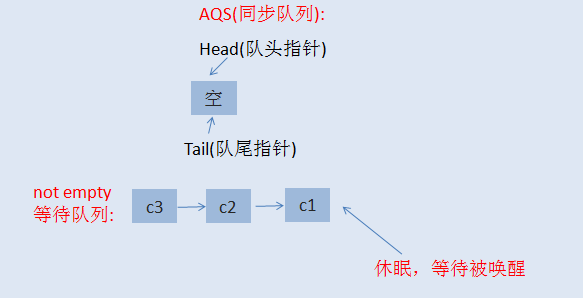 AQS(同步队列):
Head(队头指针)
空
Tail(队尾指针)
not empty
等待队列:
c3
c2
c1
休眠，等待被唤醒